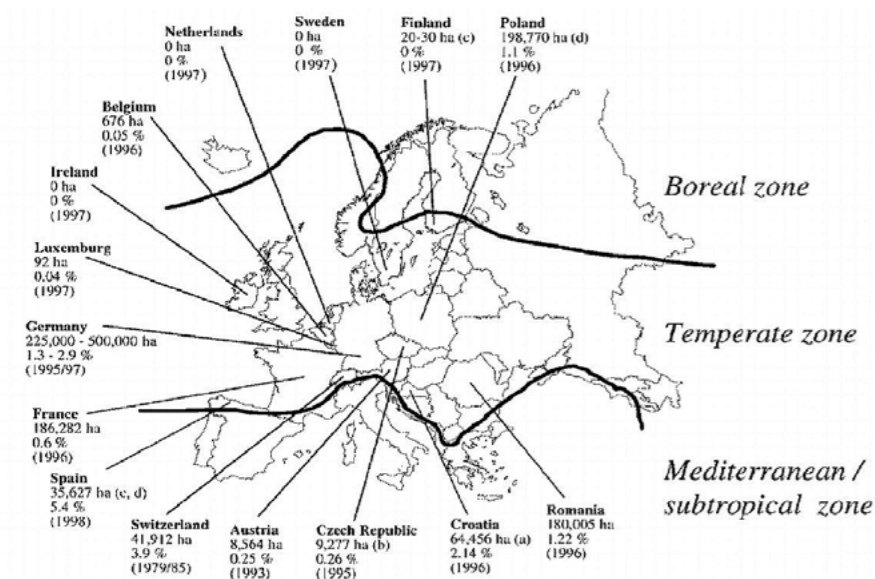 Netherlands
0 ha
0 %
(1997)
Sweden
0 ha
0 %
(1997)
Finland
20-30 ha (c)
0 %
(1997)
Poland
198,770 ha (d)
1.1 %
(1996)
Belgium
676 ha
0.05 %
(1996)
Ireland
0 ha
0 %
(1997)
Luxemburg
92 ha
0.04 %
(1997)
Germany
225,000 - 500,000 ha
1.3 - 2.9 %
(1995/97)
France
186,282 ha
0.6 %
(1996)
Spain
35,627 ha (c, d)
5.4 %
(1998)
Switzerland
41,912 ha
3.9 %
(1979/85)
Austria
8,564 ha
0.25 %
(1993)
Czech Republic
9,277 ha (b)
0.26 %
(1995)
Croatia
64,456 ha (a)
2.14 %
(1996)
Romania
180,005 ha
1.22 %
(1996)
Boreal zone
Temperate zone
Mediterranean /
subtropical zone